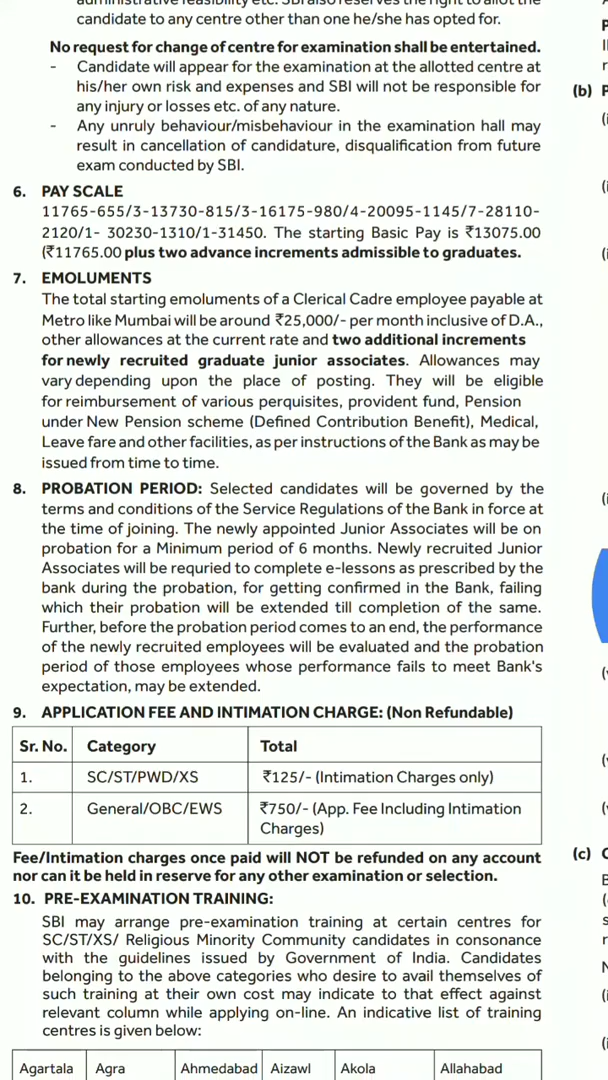 candidate to any centre other than one he/she has opted for.
No request for change of centre for examination shall be entertained.
- Candidate will appear for the examination at the allotted centre at
his/her own risk and expenses and SBI will not be responsible for
any injury or losses etc. of any nature.
- Any unruly behaviour/misbehaviour in the examination hall may
result in cancellation of candidature, disqualification from future
exam conducted by SBI.
6. PAY SCALE
11765-655/3-13730-815/3-16175-980/4-20095-1145/7-28110-
2120/1- 30230-1310/1-31450. The starting Basic Pay is ₹13075.00
(₹11765.00 plus two advance increments admissible to graduates.
7. EMOLUMENTS
The total starting emoluments of a Clerical Cadre employee payable at
Metro like Mumbai will be around ₹25,000/- per month inclusive of D.A.,
other allowances at the current rate and two additional increments
for newly recruited graduate junior associates. Allowances may
vary depending upon the place of posting. They will be eligible
for reimbursement of various perquisites, provident fund, Pension
under New Pension scheme (Defined Contribution Benefit), Medical,
Leave fare and other facilities, as per instructions of the Bank as may be
issued from time to time.
8. PROBATION PERIOD: Selected candidates will be governed by the
terms and conditions of the Service Regulations of the Bank in force at
the time of joining. The newly appointed Junior Associates will be on
probation for a Minimum period of 6 months. Newly recruited Junior
Associates will be requried to complete e-lessons as prescribed by the
bank during the probation, for getting confirmed in the Bank, failing
which their probation will be extended till completion of the same.
Further, before the probation period comes to an end, the performance
of the newly recruited employees will be evaluated and the probation
period of those employees whose performance fails to meet Bank's
expectation, may be extended.
9. APPLICATION FEE AND INTIMATION CHARGE: (Non Refundable)
Sr. No. Category Total
1. SC/ST/PWD/XS ₹125/- (Intimation Charges only)
2. General/OBC/EWS ₹750/- (App. Fee Including Intimation
Charges)
Fee/Intimation charges once paid will NOT be refunded on any account
nor can it be held in reserve for any other examination or selection.
10. PRE-EXAMINATION TRAINING:
SBI may arrange pre-examination training at certain centres for
SC/ST/XS/ Religious Minority Community candidates in consonance
with the guidelines issued by Government of India. Candidates
belonging to the above categories who desire to avail themselves of
such training at their own cost may indicate to that effect against
relevant column while applying on-line. An indicative list of training
centres is given below:
Agartala Agra Ahmedabad Aizawl Akola Allahabad
(b)
(c)